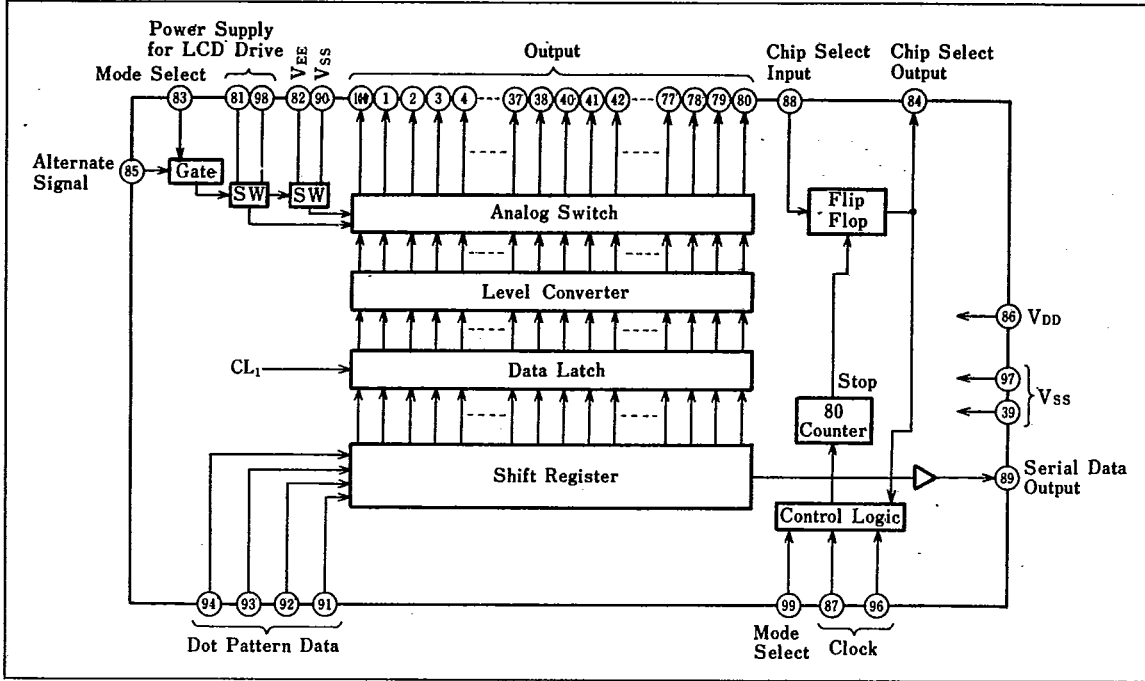 Power Supply
for LCD Drive
Mode Select
VEE
VSS
Output
Chip Select
Input
Chip Select
Output
83
81
98
82
90
100
1
2
3
4
37
38
40
41
42
77
78
79
80
88
84
Alternate
Signal
85
Gate
SW
SW
Analog Switch
Flip
Flop
Level Converter
86
VDD
CL1
Data Latch
Stop
97
VSS
39
80
Counter
Shift Register
89
Serial Data
Output
Control Logic
94
93
92
91
99
87
96
Dot Pattern Data
Mode
Select
Clock